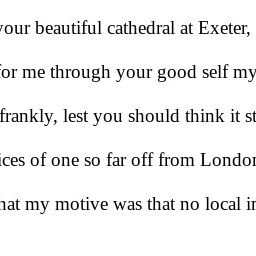 your beautiful cathedral at Exeter,
for me through your good self my
frankly, lest you should think it st
ices of one so far off from London
hat my motive was that no local in